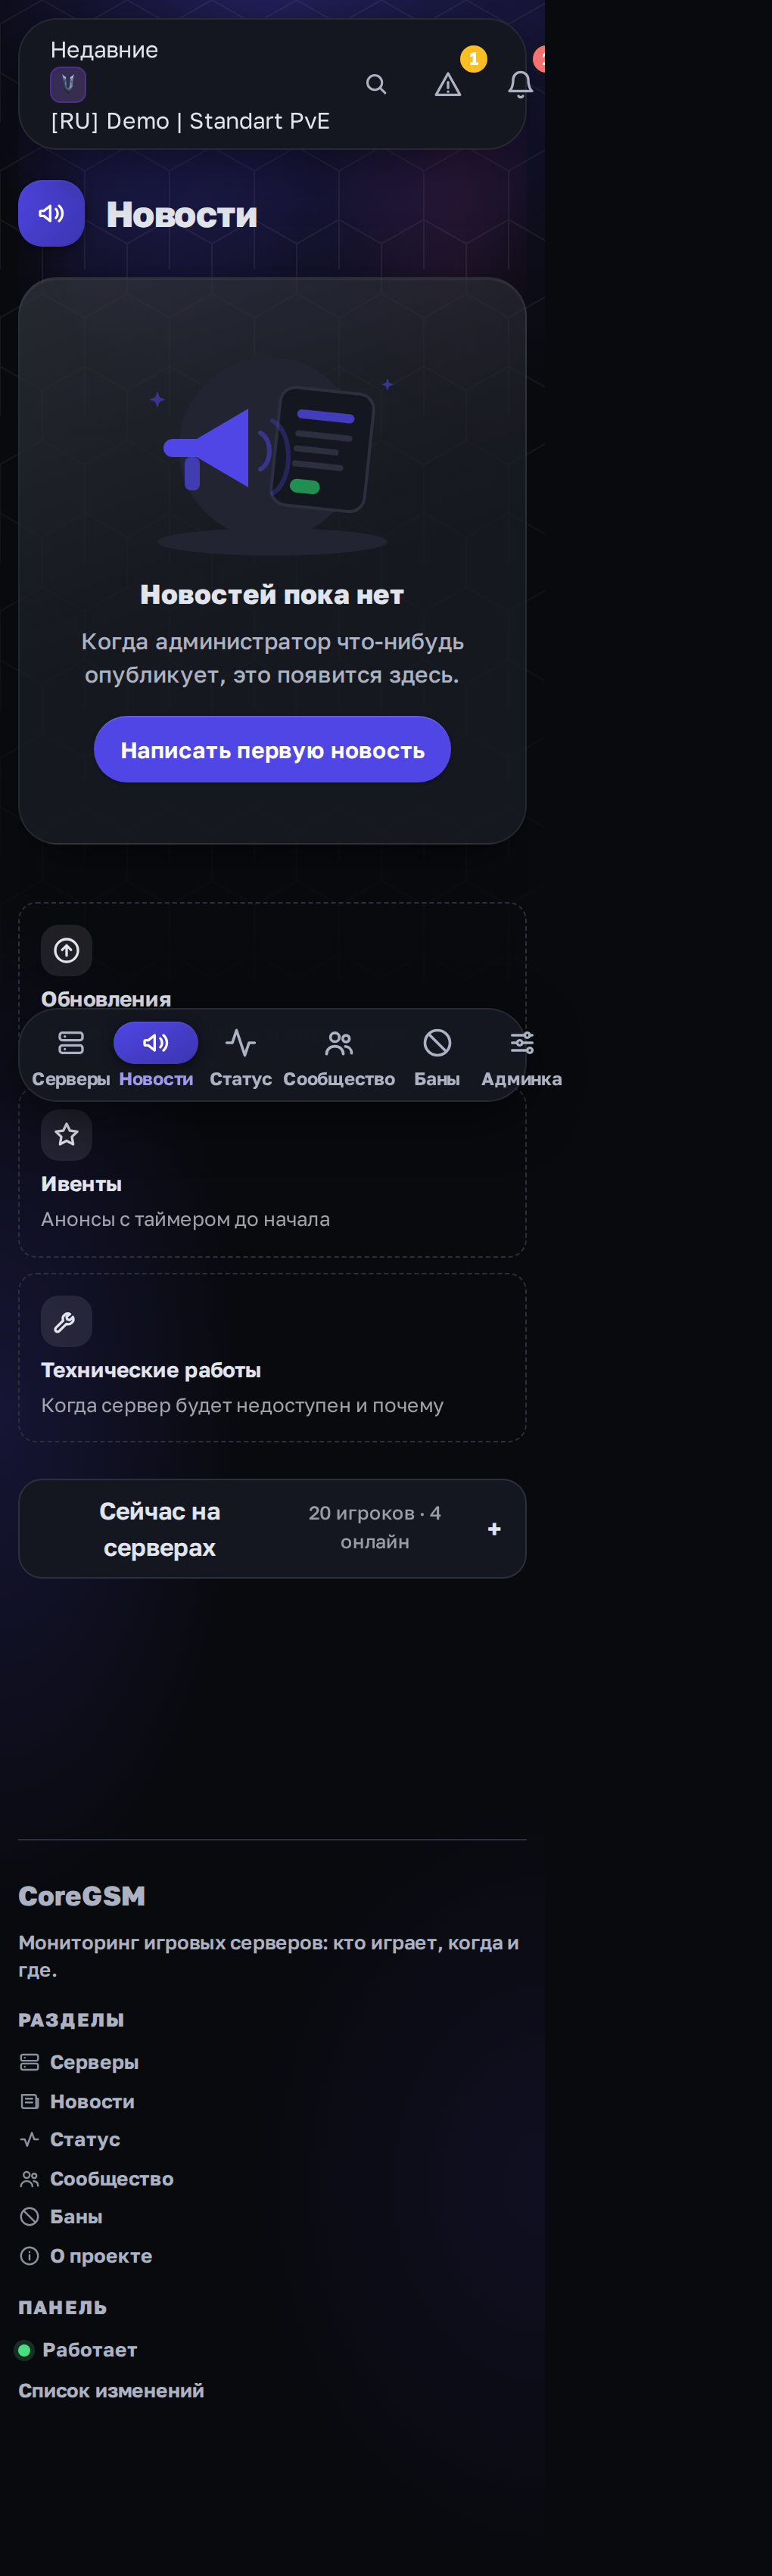 Недавние
1
[RU] Demo | Standart PvE
Новости
Новостей пока нет
Когда администратор что-нибудь
опубликует, это появится здесь.
Написать первую новость
Обновления
Серверы Новости Статус Сообщество Баны Админка
Ивенты
Анонсы с таймером до начала
Технические работы
Когда сервер будет недоступен и почему
Сейчас на
серверах
20 игроков · 4
онлайн
+
CoreGSM
Мониторинг игровых серверов: кто играет, когда и
где.
РАЗДЕЛЫ
Серверы
Новости
Статус
Сообщество
Баны
О проекте
ПАНЕЛЬ
Работает
Список изменений